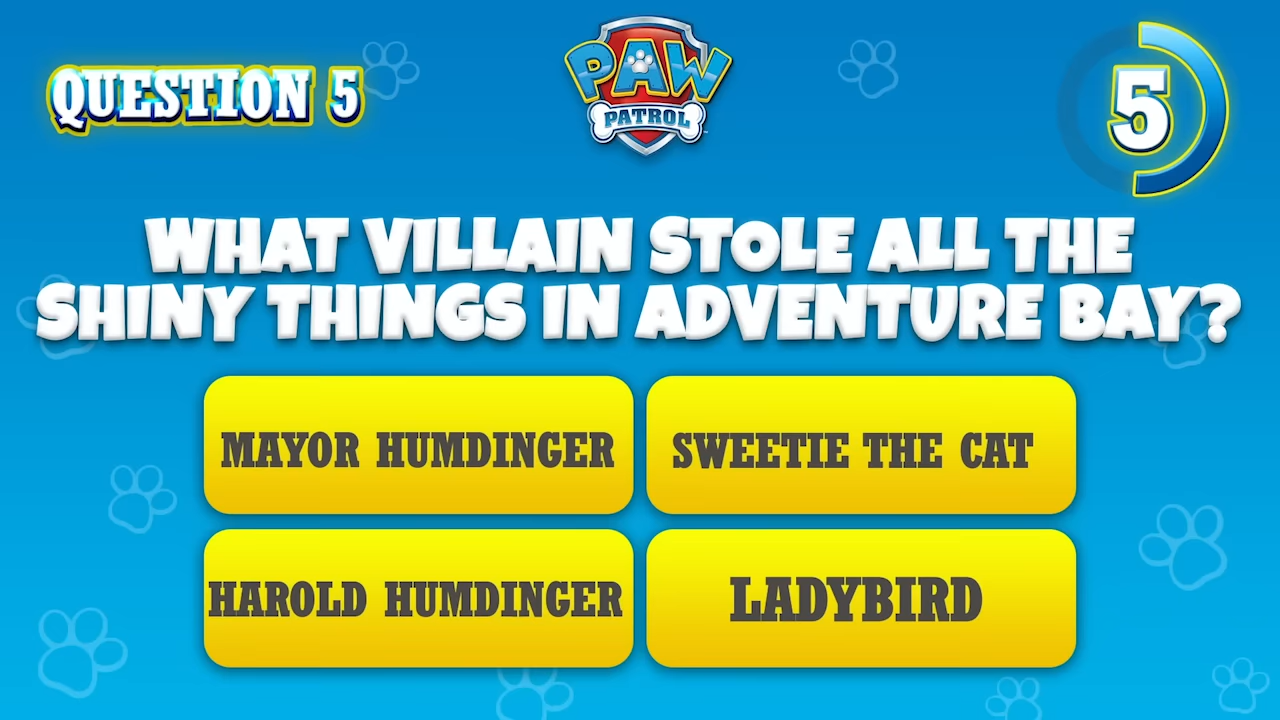 QUESTION 5
PAW
PATROL
5
WHAT VILLAIN STOLE ALL THE
SHINY THINGS IN ADVENTURE BAY?
MAYOR HUMDINGER
SWEETIE THE CAT
HAROLD HUMDINGER
LADYBIRD